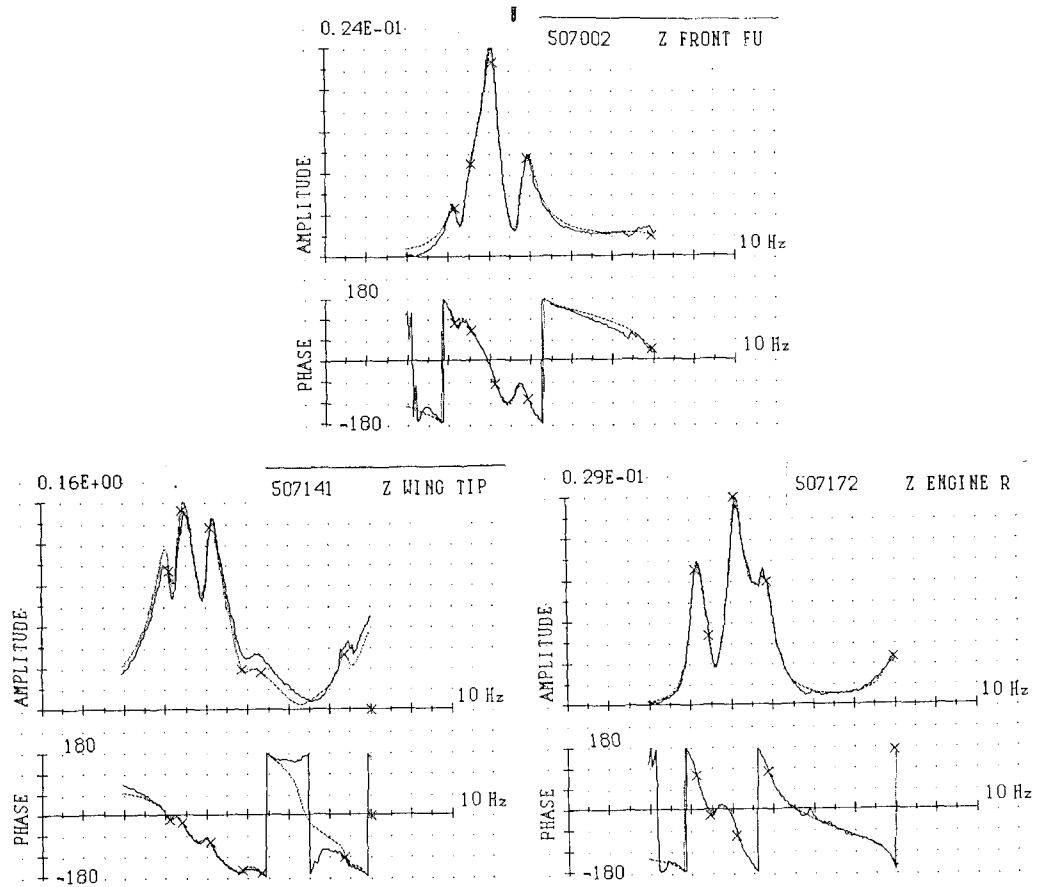 0.24E-01
S07002 Z FRONT FU
AMPLITUDE
10 Hz
180
PHASE
10 Hz
-180
0.16E+00
S07141 Z WING TIP
AMPLITUDE
10 Hz
180
PHASE
10 Hz
-180
0.29E-01
S07172 Z ENGINE R
AMPLITUDE
10 Hz
180
PHASE
10 Hz
-180